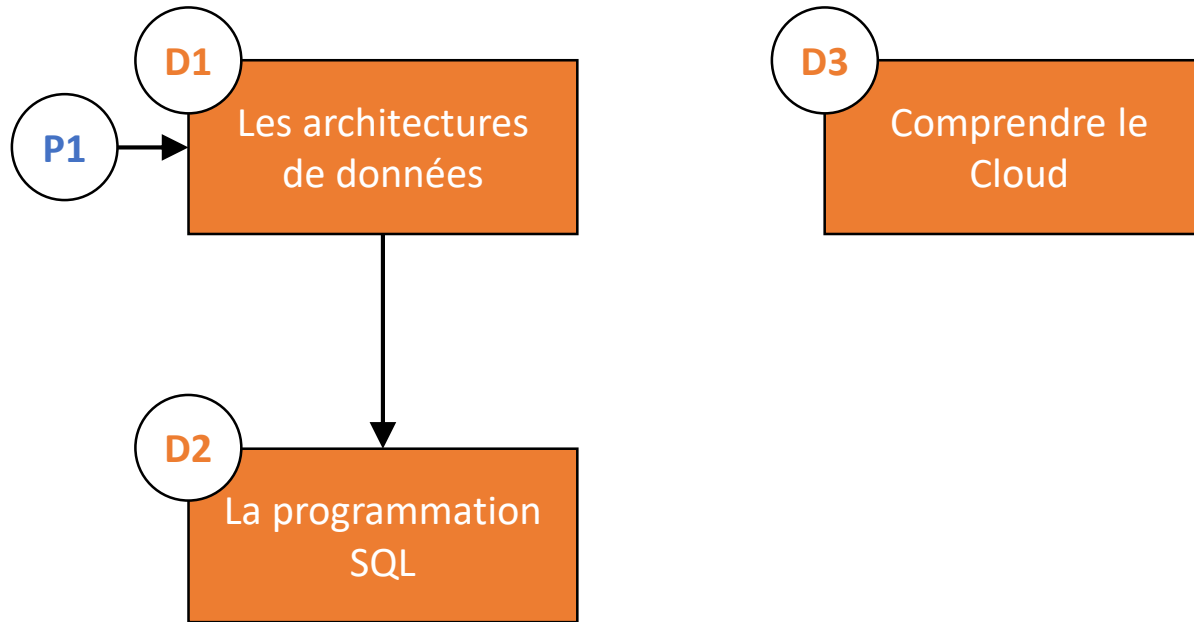 D1
Les architectures
de données
P1
D3
Comprendre le
Cloud
D2
La programmation
SQL